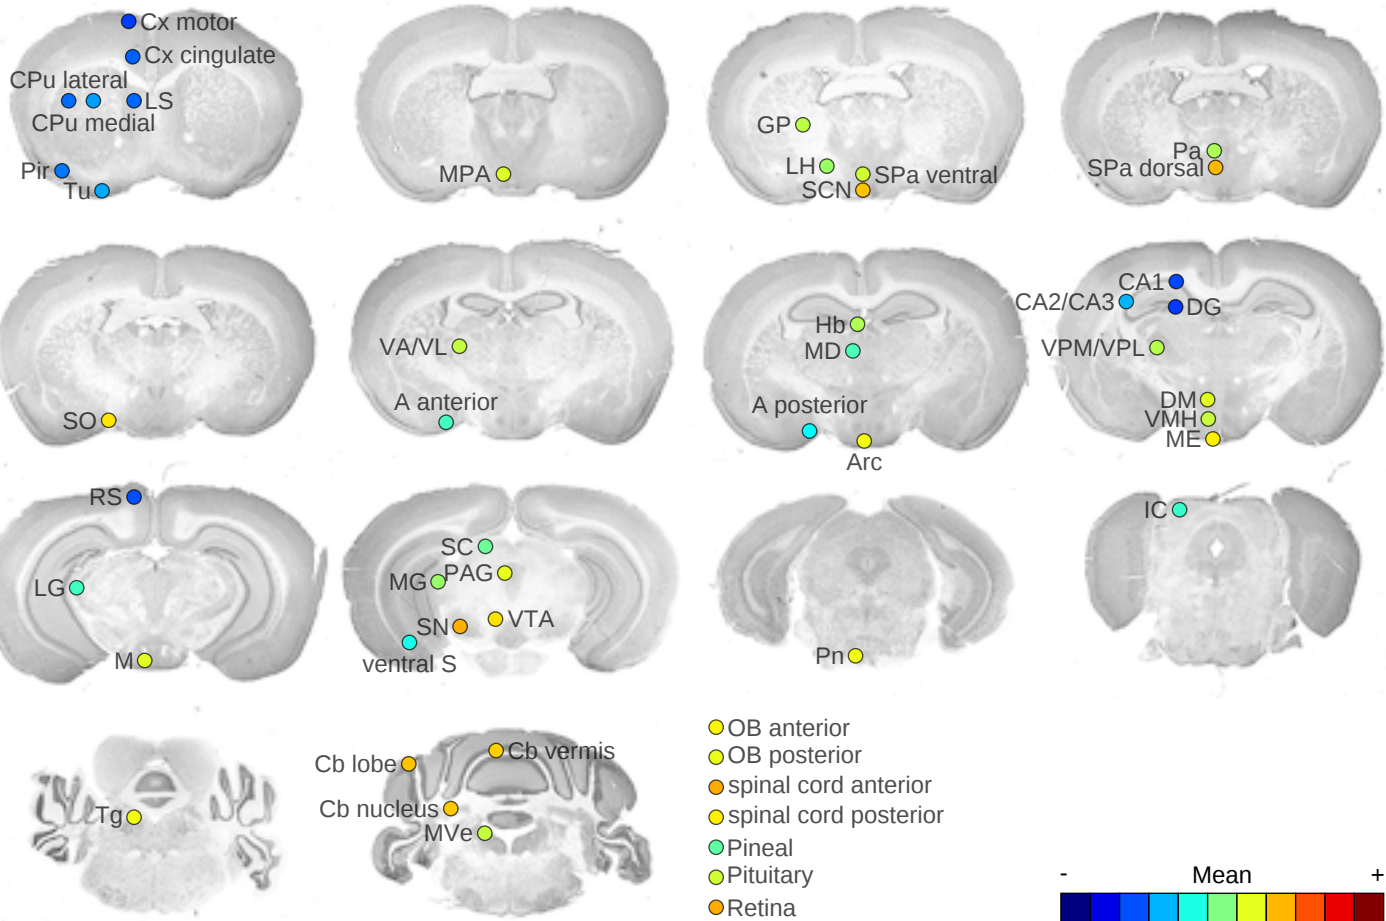 Cx motor
Cx cingulate
CPu lateral
LS
CPu medial
Pir
Tu
MPA
GP
LH
SPa ventral
SCN
Pa
SPa dorsal
SO
VA/VL
A anterior
Hb
MD
A posterior
Arc
CA1
CA2/CA3
DG
VPM/VPL
DM
VMH
ME
RS
LG
M
SC
PAG
MG
VTA
SN
ventral S
Pn
IC
Tg
Cb vermis
Cb lobe
Cb nucleus
MVe
OB anterior
OB posterior
spinal cord anterior
spinal cord posterior
Pineal
Pituitary
Retina
- Mean +